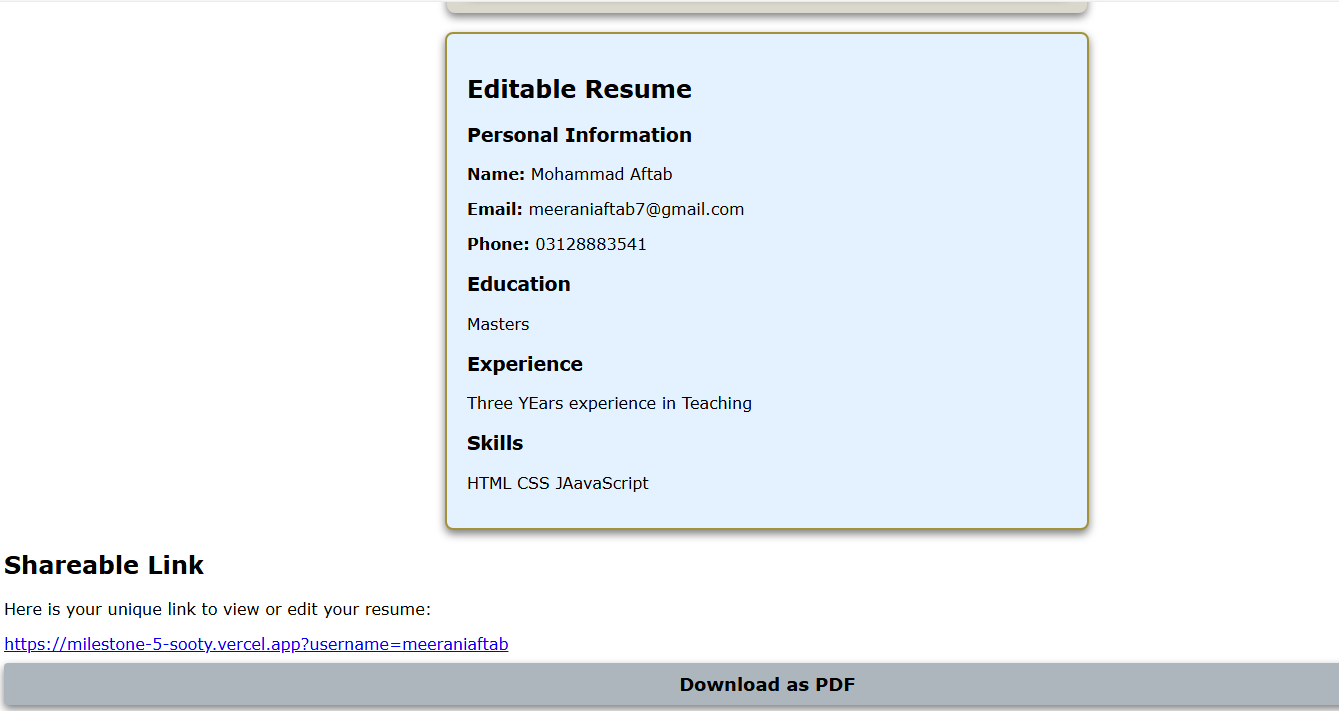 Editable Resume
Personal Information
Name: Mohammad Aftab
Email: meeraniaftab7@gmail.com
Phone: 03128883541
Education
Masters
Experience
Three YEars experience in Teaching
Skills
HTML CSS JAavaScript
Shareable Link
Here is your unique link to view or edit your resume:
https://milestone-5-sooty.vercel.app?username=meeraniaftab
Download as PDF